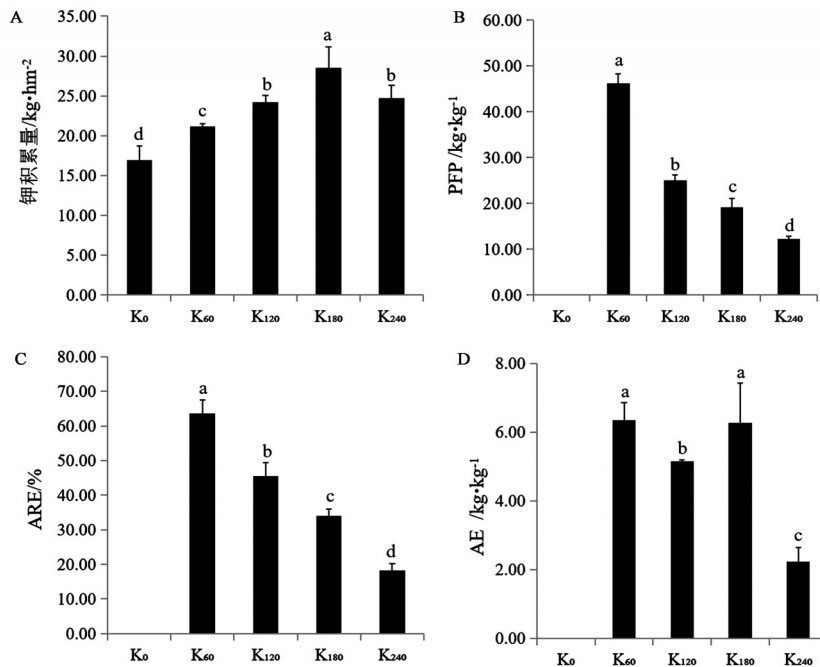 A
钾积累量/kg•hm⁻²
35.00
30.00
25.00
20.00
15.00
10.00
5.00
0.00
d
c
b
a
b
K₀
K₆₀
K₁₂₀
K₁₈₀
K₂₄₀
B
PFP /kg•kg⁻¹
60.00
50.00
40.00
30.00
20.00
10.00
0.00
a
b
c
d
K₀
K₆₀
K₁₂₀
K₁₈₀
K₂₄₀
C
ARE/%
80.00
70.00
60.00
50.00
40.00
30.00
20.00
10.00
0.00
a
b
c
d
K₀
K₆₀
K₁₂₀
K₁₈₀
K₂₄₀
D
AE /kg•kg⁻¹
8.00
6.00
4.00
2.00
0.00
a
b
a
c
K₀
K₆₀
K₁₂₀
K₁₈₀
K₂₄₀